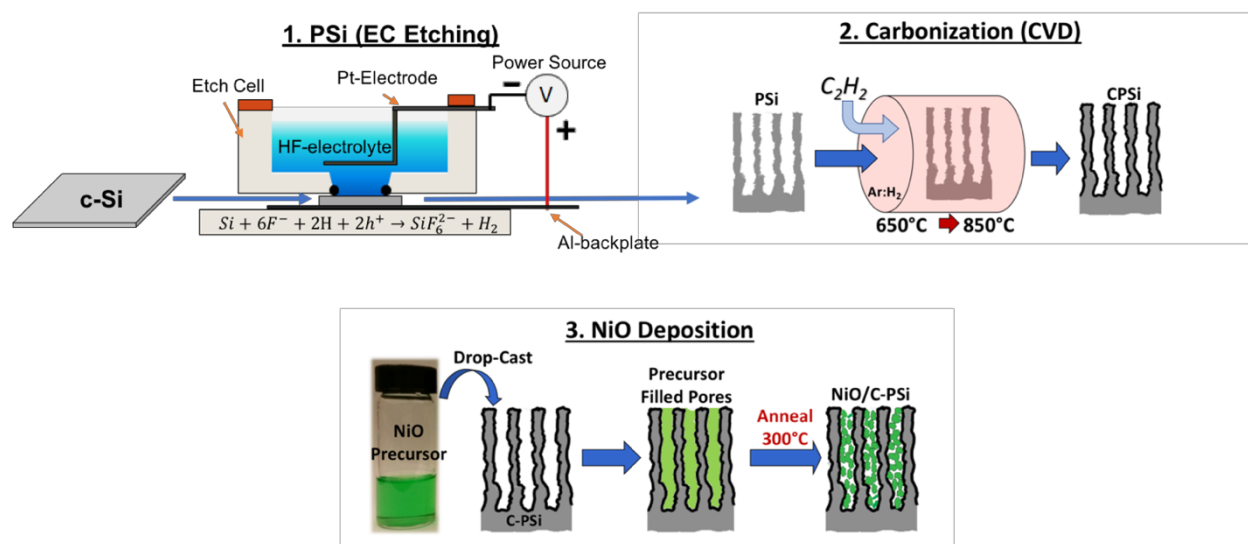 1. PSi (EC Etching)
Etch Cell
Pt-Electrode
Power Source
V
−
+
HF-electrolyte
c-Si
Si + 6F⁻ + 2H + 2h⁺ → SiF₆²⁻ + H₂
Al-backplate
2. Carbonization (CVD)
PSi
C₂H₂
Ar:H₂
650°C
850°C
CPSi
3. NiO Deposition
Drop-Cast
NiO
Precursor
C-PSi
Precursor
Filled Pores
Anneal
300°C
NiO/C-PSi